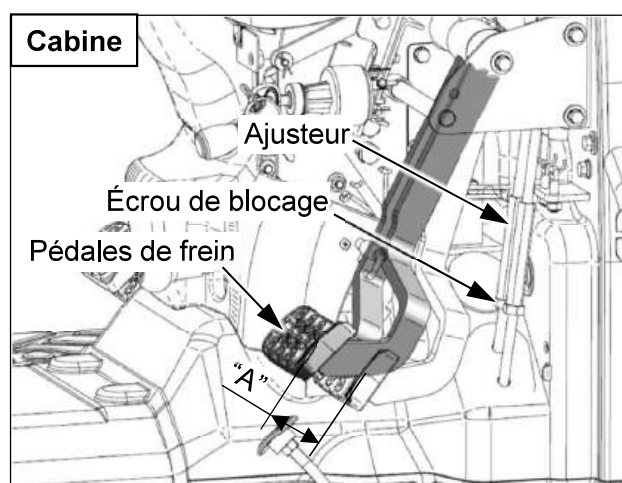 Cabine
Ajusteur
Écrou de blocage
Pédales de frein
“A”